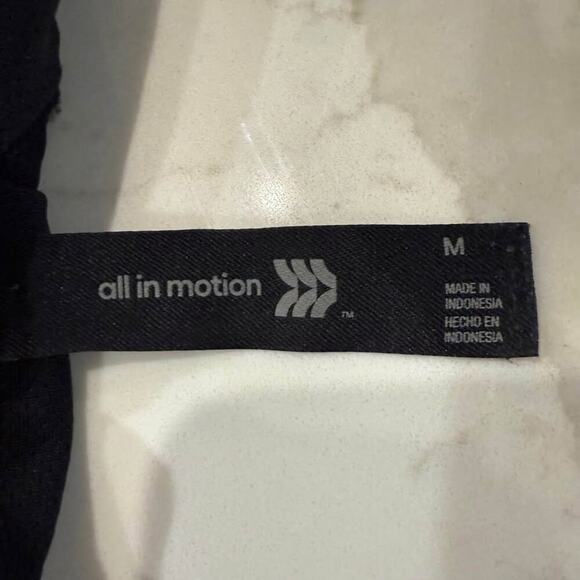 all in motion
TM
M
MADE IN
INDONESIA
HECHO EN
INDONESIA